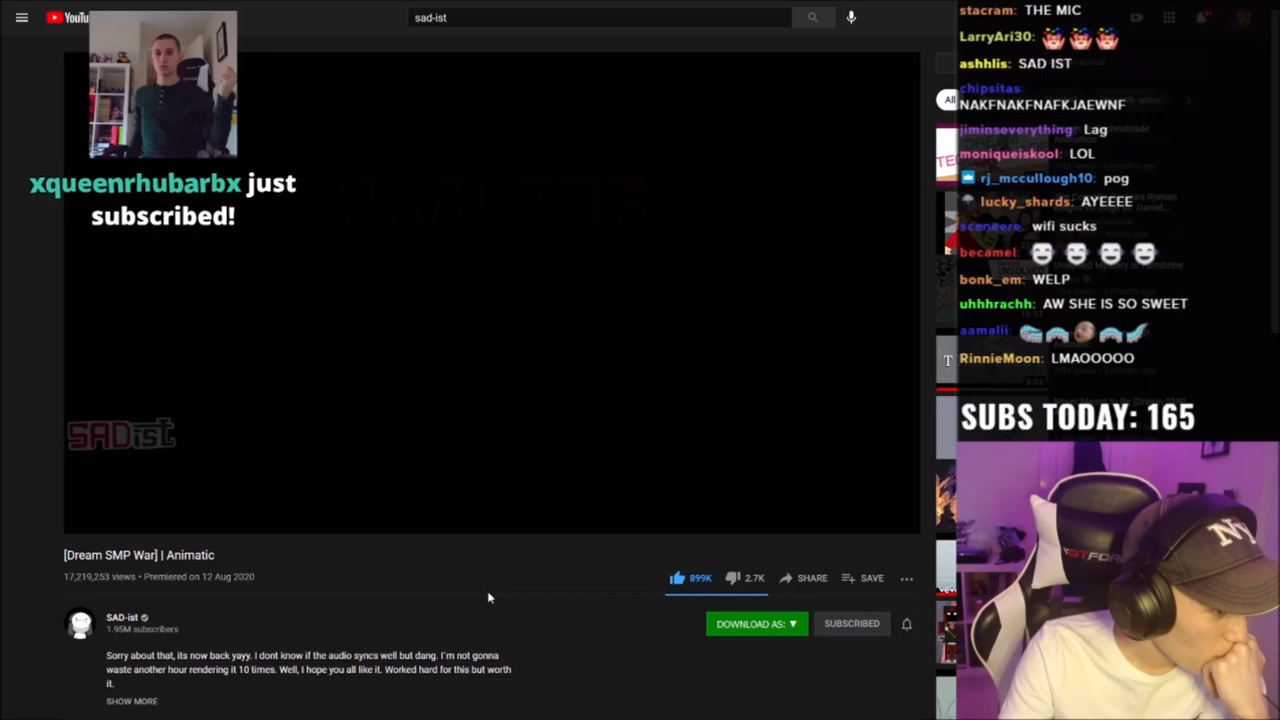 YouTu
sad-ist
xqueenrhubarbx just
subscribed!
SADist
[Dream SMP War] | Animatic
17,219,253 views • Premiered on 12 Aug 2020
899K
2.7K
SHARE
SAVE
SAD-ist
1.95M subscribers
DOWNLOAD AS: ▼
SUBSCRIBED
Sorry about that, its now back yayy. I dont know if the audio syncs well but dang. I'm not gonna
waste another hour rendering it 10 times. Well, I hope you all like it. Worked hard for this but worth
it.
SHOW MORE
All
stacram: THE MIC
LarryAri30:
ashhlis: SAD IST
chipsitas:
NAKFNAKFNAFKJAEWNF
jiminseverything: Lag
moniqueiskool: LOL
rj_mccullough10: pog
lucky_shards: AYEEEE
sceneere: wifi sucks
becamel:
bonk_em: WELP
uhhhrachh: AW SHE IS SO SWEET
aamalii:
RinnieMoon: LMAOOOOO
SUBS TODAY: 165
NY
GTFOR